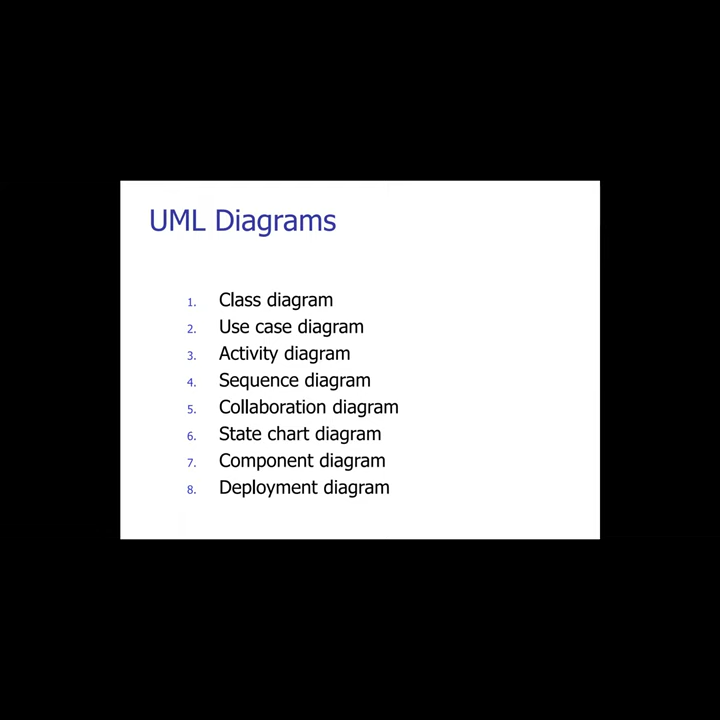 UML Diagrams
1. Class diagram
2. Use case diagram
3. Activity diagram
4. Sequence diagram
5. Collaboration diagram
6. State chart diagram
7. Component diagram
8. Deployment diagram